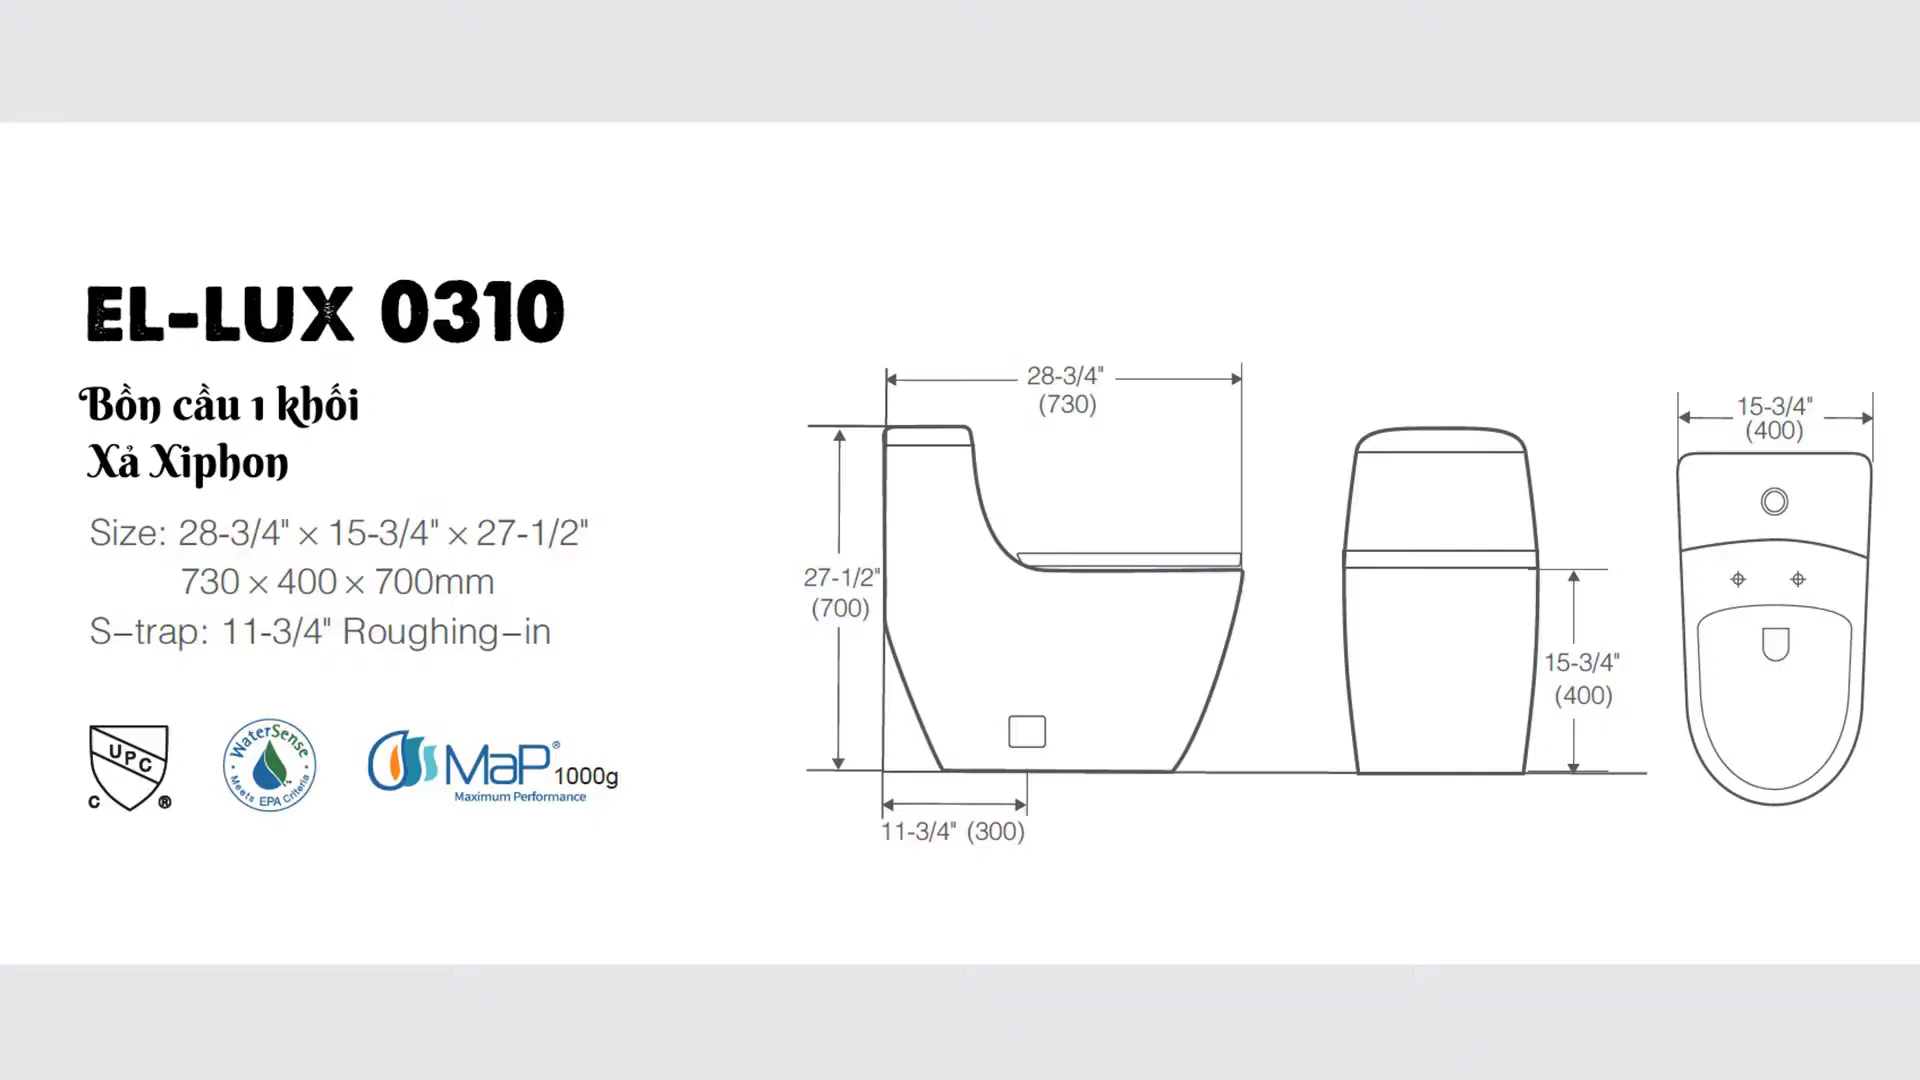 EL-LUX 0310
Bồn cầu 1 khối
Xả Xiphon
Size: 28-3/4" × 15-3/4" × 27-1/2"
730 × 400 × 700mm
S-trap: 11-3/4" Roughing-in
UPC
C ®
WaterSense
Meets EPA Criteria
MaP® 1000g
Maximum Performance
28-3/4"
(730)
27-1/2"
(700)
11-3/4" (300)
15-3/4"
(400)
15-3/4"
(400)